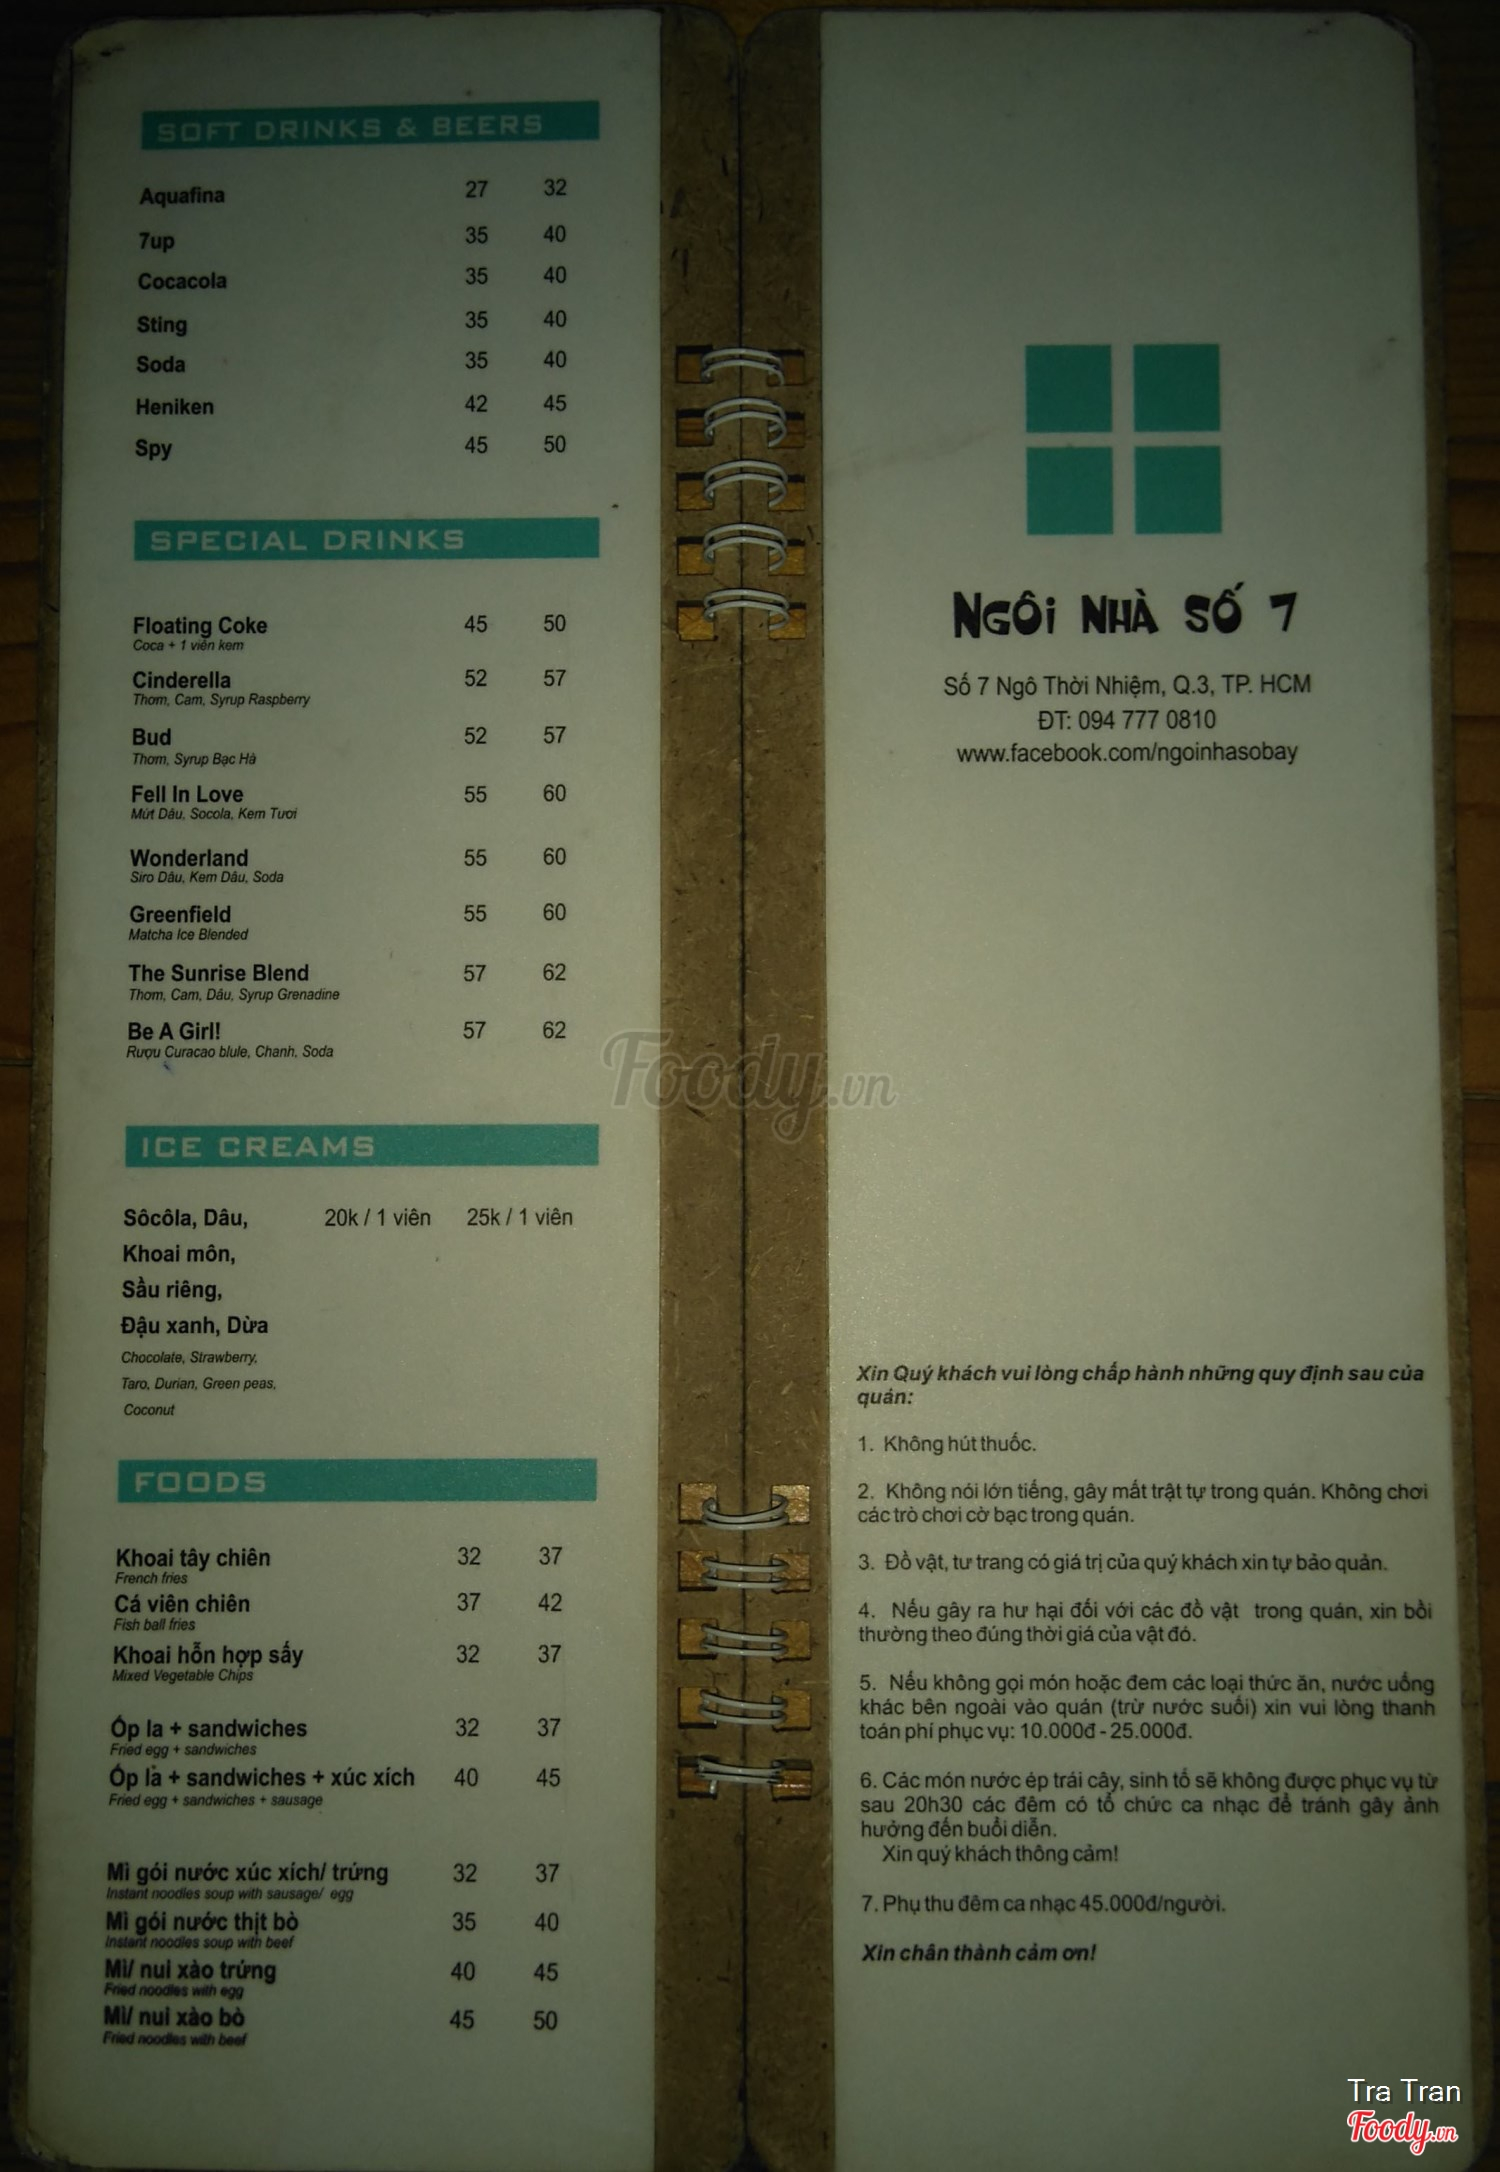 SOFT DRINKS & BEERS
Aquafina 27 32
7up 35 40
Cocacola 35 40
Sting 35 40
Soda 35 40
Heniken 42 45
Spy 45 50
SPECIAL DRINKS
Floating Coke 45 50
Coca + 1 viên kem
Cinderella 52 57
Thơm, Cam, Syrup Raspberry
Bud 52 57
Thơm, Syrup Bạc Hà
Fell In Love 55 60
Mứt Dâu, Socola, Kem Tươi
Wonderland 55 60
Siro Dâu, Kem Dâu, Soda
Greenfield 55 60
Matcha Ice Blended
The Sunrise Blend 57 62
Thơm, Cam, Dâu, Syrup Grenadine
Be A Girl! 57 62
Rượu Curacao blule, Chanh, Soda
ICE CREAMS
Sôcôla, Dâu, 20k / 1 viên 25k / 1 viên
Khoai môn,
Sầu riêng,
Đậu xanh, Dừa
Chocolate, Strawberry,
Taro, Durian, Green peas,
Coconut
FOODS
Khoai tây chiên 32 37
French fries
Cá viên chiên 37 42
Fish ball fries
Khoai hỗn hợp sấy 32 37
Mixed Vegetable Chips
Ốp la + sandwiches 32 37
Fried egg + sandwiches
Ốp là + sandwiches + xúc xích 40 45
Fried egg + sandwiches + sausage
Mì gói nước xúc xích/ trứng 32 37
Instant noodles soup with sausage/ egg
Mì gói nước thịt bò 35 40
Instant noodles soup with beef
Mì/ nui xào trứng 40 45
Fried noodles with egg
Mì/ nui xào bò 45 50
Fried noodles with beef
NGÔI NHÀ SỐ 7
Số 7 Ngô Thời Nhiệm, Q.3, TP. HCM
ĐT: 094 777 0810
www.facebook.com/ngoinhasobay
Xin Quý khách vui lòng chấp hành những quy định sau của
quán:
1. Không hút thuốc.
2. Không nói lớn tiếng, gây mất trật tự trong quán. Không chơi
các trò chơi cờ bạc trong quán.
3. Đồ vật, tư trang có giá trị của quý khách xin tự bảo quản.
4. Nếu gây ra hư hại đối với các đồ vật trong quán, xin bồi
thường theo đúng thời giá của vật đó.
5. Nếu không gọi món hoặc đem các loại thức ăn, nước uống
khác bên ngoài vào quán (trừ nước suối) xin vui lòng thanh
toán phí phục vụ: 10.000đ - 25.000đ.
6. Các món nước ép trái cây, sinh tố sẽ không được phục vụ từ
sau 20h30 các đêm có tổ chức ca nhạc để tránh gây ảnh
hưởng đến buổi diễn.
Xin quý khách thông cảm!
7. Phụ thu đêm ca nhạc 45.000đ/người.
Xin chân thành cảm ơn!
Foody.vn
Tra Tran
Foody.vn